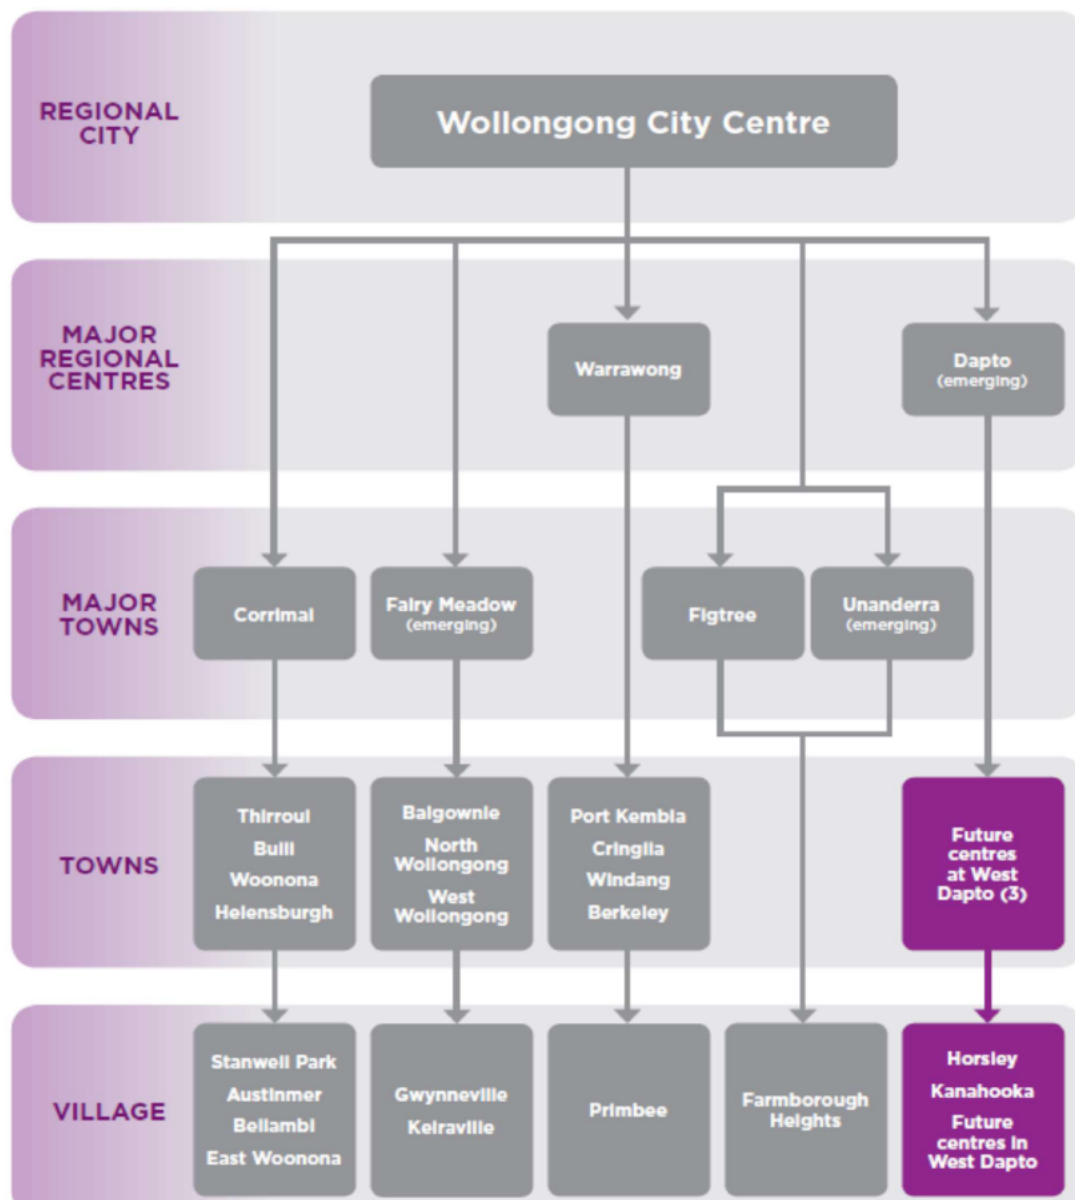 REGIONAL
CITY
Wollongong City Centre
MAJOR
REGIONAL
CENTRES
Warrawong
Dapto
(emerging)
MAJOR
TOWNS
Corrimal
Fairy Meadow
(emerging)
Figtree
Unanderra
(emerging)
TOWNS
Thirroul
Bulli
Woonona
Helensburgh
Balgownie
North
Wollongong
West
Wollongong
Port Kembla
Cringila
Windang
Berkeley
Future
centres
at West
Dapto (3)
VILLAGE
Stanwell Park
Austinmer
Bellambi
East Woonona
Gwynneville
Keiraville
Primbee
Farmborough
Heights
Horsley
Kanahooka
Future
centres in
West Dapto